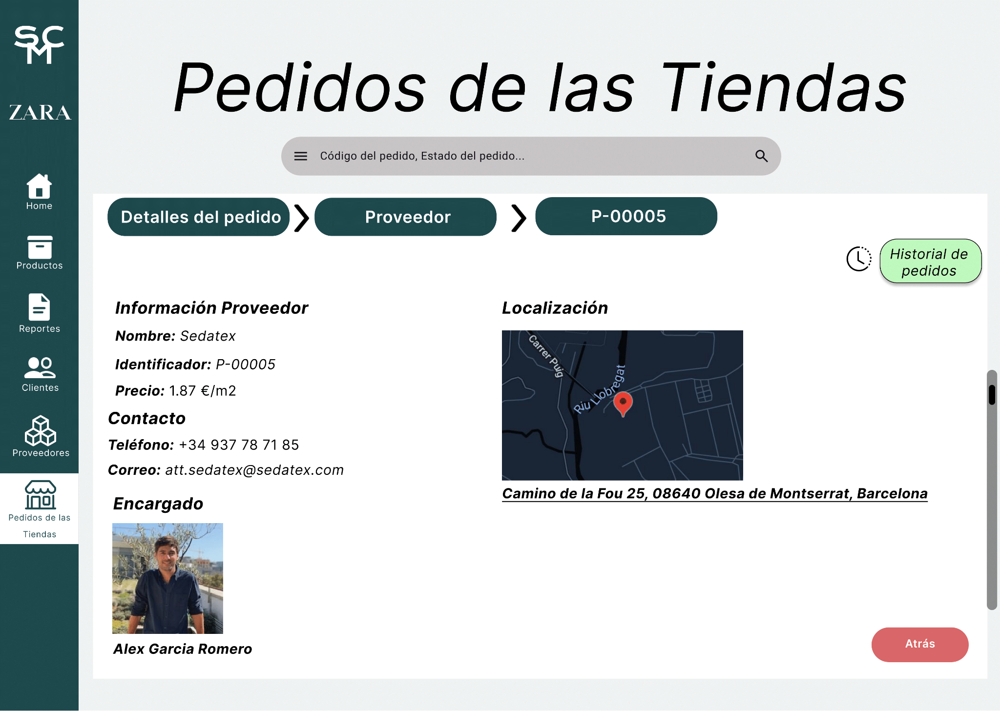 SCM
ZARA
Home
Productos
Reportes
Clientes
Proveedores
Pedidos de las
Tiendas
Pedidos de las Tiendas
Código del pedido, Estado del pedido...
Detalles del pedido
Proveedor
P-00005
Historial de
pedidos
Información Proveedor
Nombre: Sedatex
Identificador: P-00005
Precio: 1.87 €/m2
Contacto
Teléfono: +34 937 78 71 85
Correo: att.sedatex@sedatex.com
Encargado
Alex Garcia Romero
Localización
Carrer Puig
Riu Llobregat
Camino de la Fou 25, 08640 Olesa de Montserrat, Barcelona
Atrás